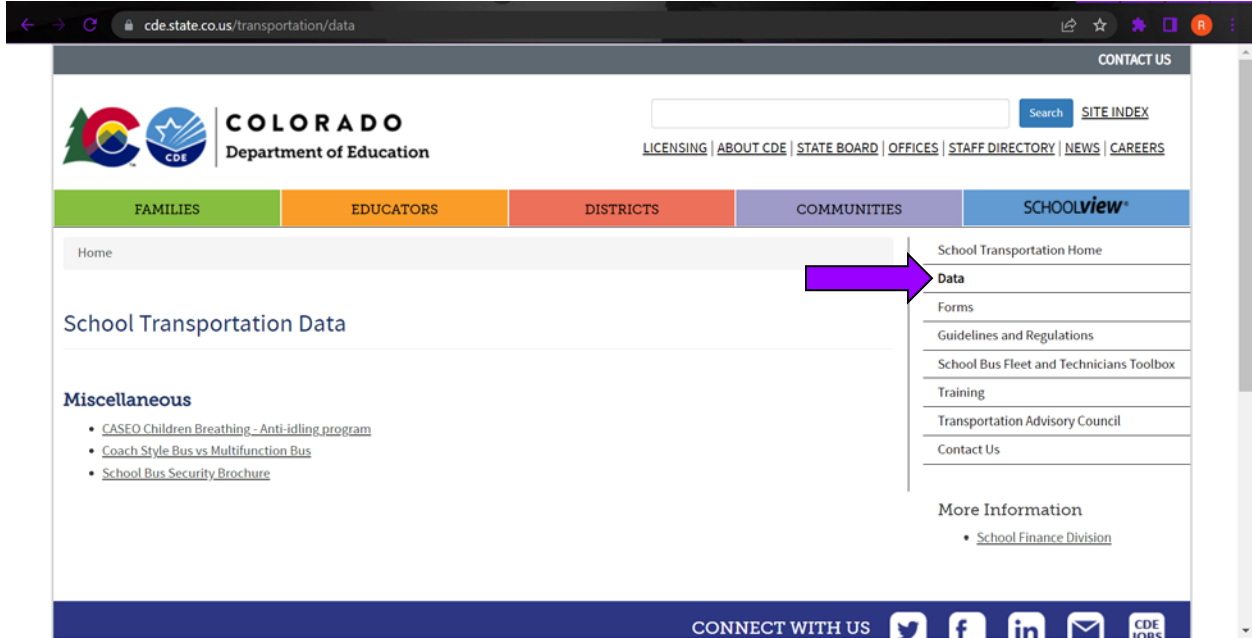 cde.state.co.us/transportation/data
R
CONTACT US
CDE
COLORADO
Department of Education
Search
SITE INDEX
LICENSING | ABOUT CDE | STATE BOARD | OFFICES | STAFF DIRECTORY | NEWS | CAREERS
FAMILIES
EDUCATORS
DISTRICTS
COMMUNITIES
SCHOOLview®
Home
School Transportation Data
Miscellaneous
• CASEO Children Breathing - Anti-idling program
• Coach Style Bus vs Multifunction Bus
• School Bus Security Brochure
School Transportation Home
Data
Forms
Guidelines and Regulations
School Bus Fleet and Technicians Toolbox
Training
Transportation Advisory Council
Contact Us
More Information
• School Finance Division
CONNECT WITH US
CDE
JOBS